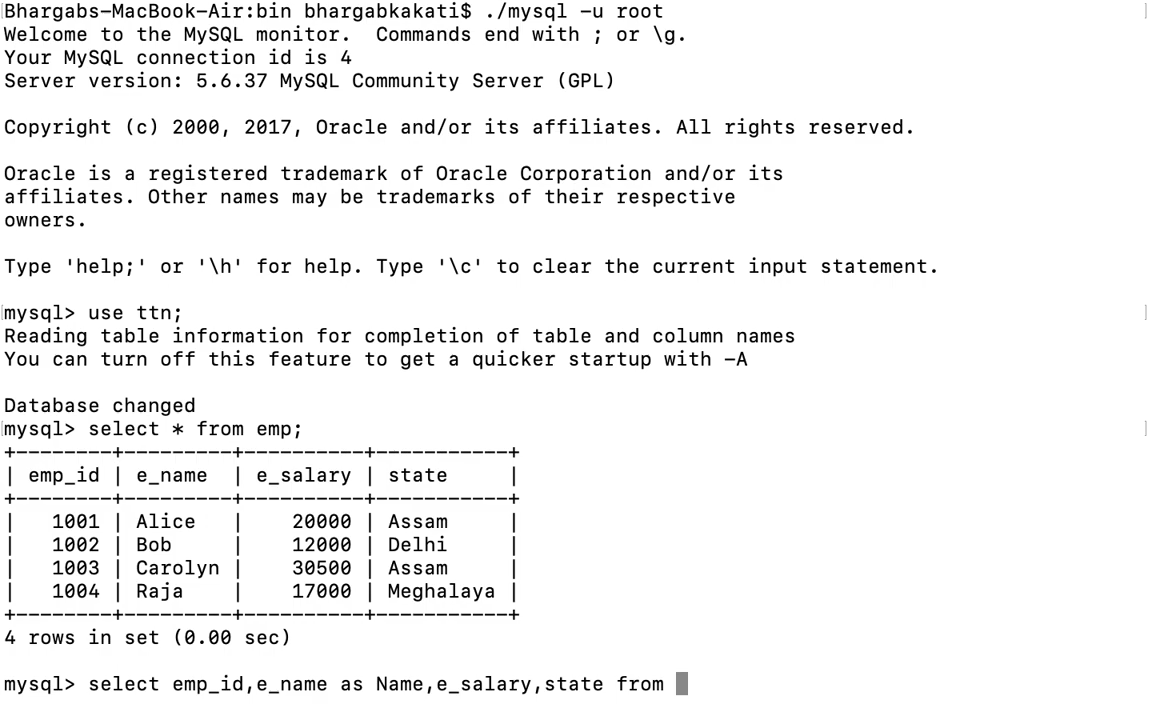 Bhargabs-MacBook-Air:bin bhargabkakati$ ./mysql -u root
Welcome to the MySQL monitor.  Commands end with ; or \g.
Your MySQL connection id is 4
Server version: 5.6.37 MySQL Community Server (GPL)

Copyright (c) 2000, 2017, Oracle and/or its affiliates. All rights reserved.

Oracle is a registered trademark of Oracle Corporation and/or its
affiliates. Other names may be trademarks of their respective
owners.

Type 'help;' or '\h' for help. Type '\c' to clear the current input statement.

mysql> use ttn;
Reading table information for completion of table and column names
You can turn off this feature to get a quicker startup with -A

Database changed
mysql> select * from emp;
+--------+---------+----------+-----------+
| emp_id | e_name  | e_salary | state     |
+--------+---------+----------+-----------+
|   1001 | Alice   |    20000 | Assam     |
|   1002 | Bob     |    12000 | Delhi     |
|   1003 | Carolyn |    30500 | Assam     |
|   1004 | Raja    |    17000 | Meghalaya |
+--------+---------+----------+-----------+
4 rows in set (0.00 sec)

mysql> select emp_id,e_name as Name,e_salary,state from